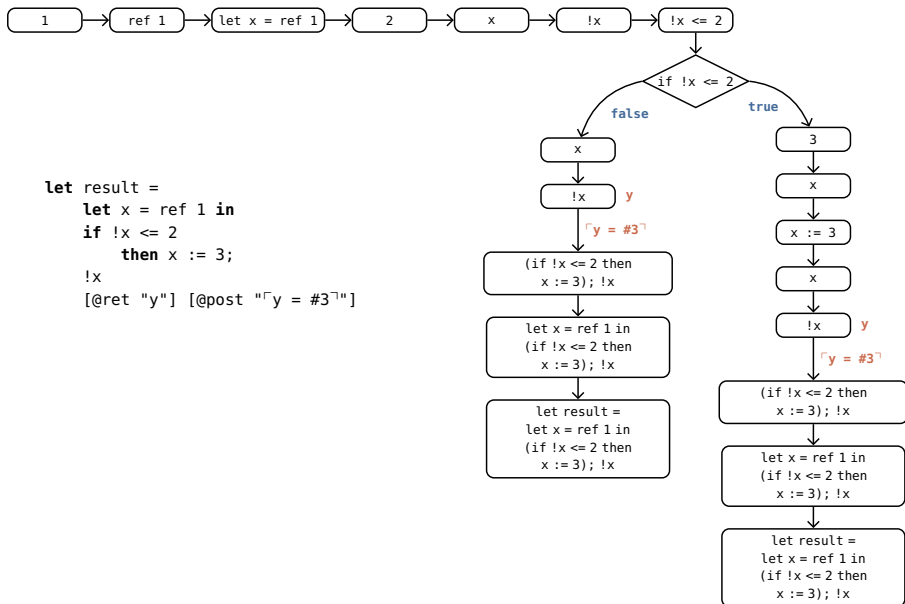 1
ref 1
let x = ref 1
2
x
!x
!x <= 2
if !x <= 2
false
true
let result =
let x = ref 1 in
if !x <= 2
then x := 3;
!x
[@ret "y"] [@post "⌜y = #3⌝"]
x
!x
y
⌜y = #3⌝
(if !x <= 2 then
x := 3); !x
let x = ref 1 in
(if !x <= 2 then
x := 3); !x
let result =
let x = ref 1 in
(if !x <= 2 then
x := 3); !x
3
x
x := 3
x
!x
y
⌜y = #3⌝
(if !x <= 2 then
x := 3); !x
let x = ref 1 in
(if !x <= 2 then
x := 3); !x
let result =
let x = ref 1 in
(if !x <= 2 then
x := 3); !x